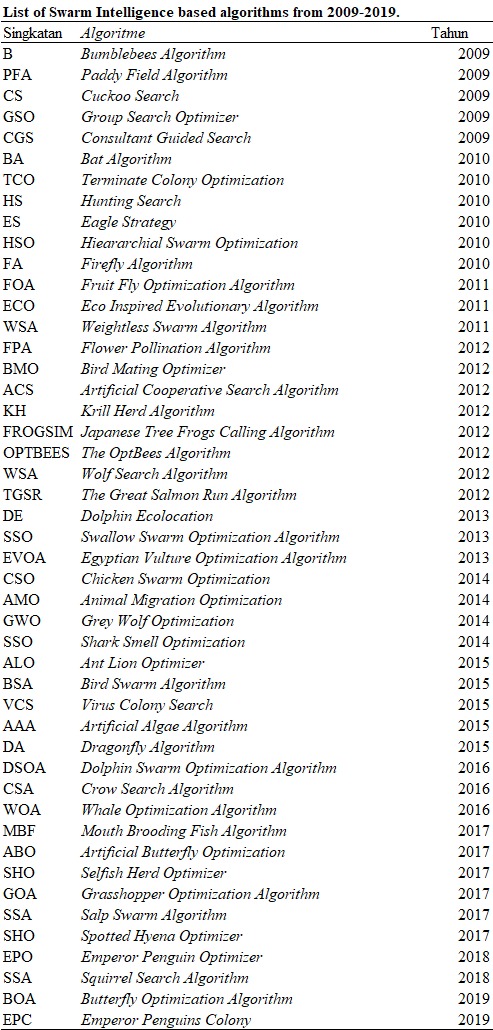 List of Swarm Intelligence based algorithms from 2009-2019.
Singkatan Algoritme Tahun
B Bumblebees Algorithm 2009
PFA Paddy Field Algorithm 2009
CS Cuckoo Search 2009
GSO Group Search Optimizer 2009
CGS Consultant Guided Search 2009
BA Bat Algorithm 2010
TCO Terminate Colony Optimization 2010
HS Hunting Search 2010
ES Eagle Strategy 2010
HSO Hieararchial Swarm Optimization 2010
FA Firefly Algorithm 2010
FOA Fruit Fly Optimization Algorithm 2011
ECO Eco Inspired Evolutionary Algorithm 2011
WSA Weightless Swarm Algorithm 2011
FPA Flower Pollination Algorithm 2012
BMO Bird Mating Optimizer 2012
ACS Artificial Cooperative Search Algorithm 2012
KH Krill Herd Algorithm 2012
FROGSIM Japanese Tree Frogs Calling Algorithm 2012
OPTBEES The OptBees Algorithm 2012
WSA Wolf Search Algorithm 2012
TGSR The Great Salmon Run Algorithm 2012
DE Dolphin Ecolocation 2013
SSO Swallow Swarm Optimization Algorithm 2013
EVOA Egyptian Vulture Optimization Algorithm 2013
CSO Chicken Swarm Optimization 2014
AMO Animal Migration Optimization 2014
GWO Grey Wolf Optimization 2014
SSO Shark Smell Optimization 2014
ALO Ant Lion Optimizer 2015
BSA Bird Swarm Algorithm 2015
VCS Virus Colony Search 2015
AAA Artificial Algae Algorithm 2015
DA Dragonfly Algorithm 2015
DSOA Dolphin Swarm Optimization Algorithm 2016
CSA Crow Search Algorithm 2016
WOA Whale Optimization Algorithm 2016
MBF Mouth Brooding Fish Algorithm 2017
ABO Artificial Butterfly Optimization 2017
SHO Selfish Herd Optimizer 2017
GOA Grasshopper Optimization Algorithm 2017
SSA Salp Swarm Algorithm 2017
SHO Spotted Hyena Optimizer 2017
EPO Emperor Penguin Optimizer 2018
SSA Squirrel Search Algorithm 2018
BOA Butterfly Optimization Algorithm 2019
EPC Emperor Penguins Colony 2019